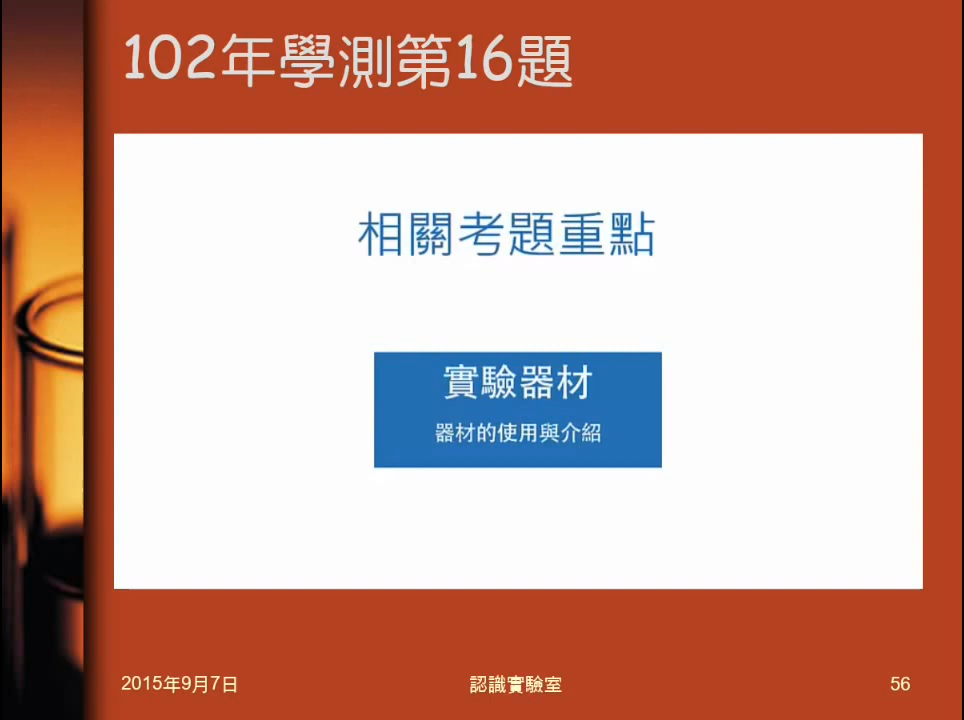 102年學測第16題
相關考題重點
實驗器材
器材的使用與介紹
2015年9月7日
認識實驗室
56